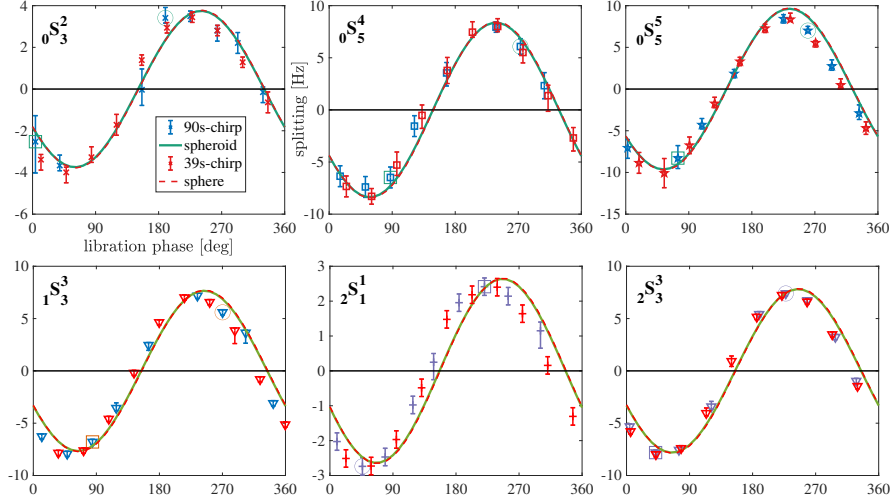 ₀S₃²
4
2
0
-2
-4
-6
90s-chirp
spheroid
39s-chirp
sphere
0 90 180 270 360
libration phase [deg]
₀S₅⁴
splitting [Hz]
10
5
0
-5
-10
0 90 180 270 360
₀S₅⁵
10
5
0
-5
-10
-15
0 90 180 270 360
₁S₃³
10
5
0
-5
-10
0 90 180 270 360
₂S₁¹
3
2
1
0
-1
-2
-3
0 90 180 270 360
₂S₃³
10
5
0
-5
-10
0 90 180 270 360